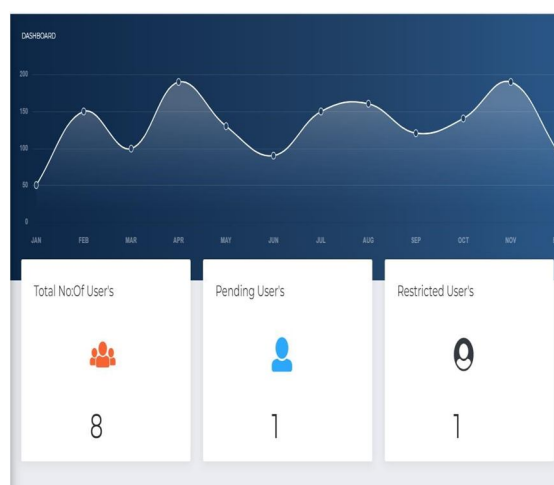 DASHBOARD
200
150
100
50
0
JAN FEB MAR APR MAY JUN JUL AUG SEP OCT NOV
Total No:Of User's Pending User's Restricted User's
8 1 1